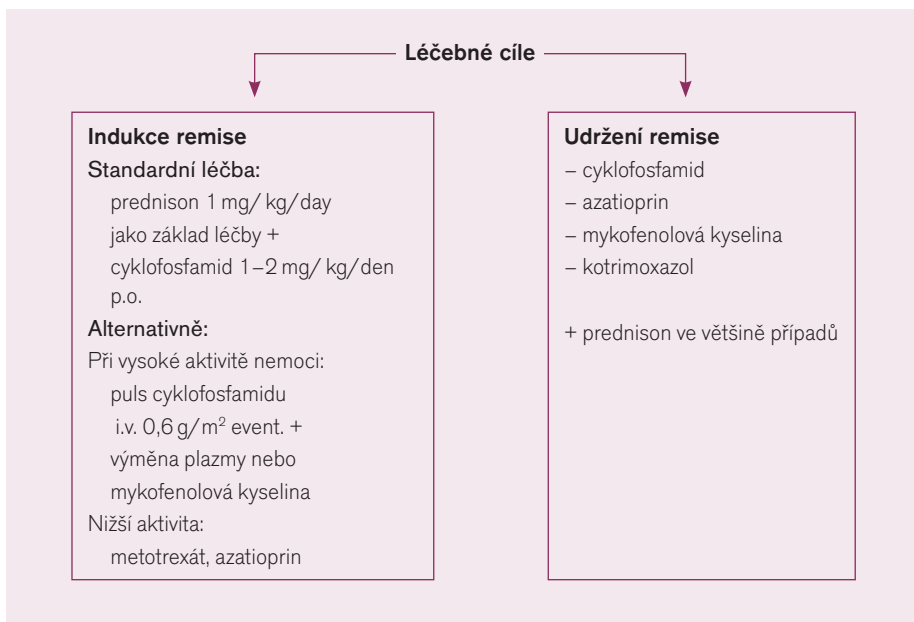 Léčebné cíle
Indukce remise
Standardní léčba:
prednison 1 mg/ kg/day
jako základ léčby +
cyklofosfamid 1–2 mg/ kg/den
p.o.
Alternativně:
Při vysoké aktivitě nemoci:
puls cyklofosfamidu
i.v. 0,6 g/m² event. +
výměna plazmy nebo
mykofenolová kyselina
Nižší aktivita:
metotrexát, azatioprin
Udržení remise
– cyklofosfamid
– azatioprin
– mykofenolová kyselina
– kotrimoxazol
+ prednison ve většině případů